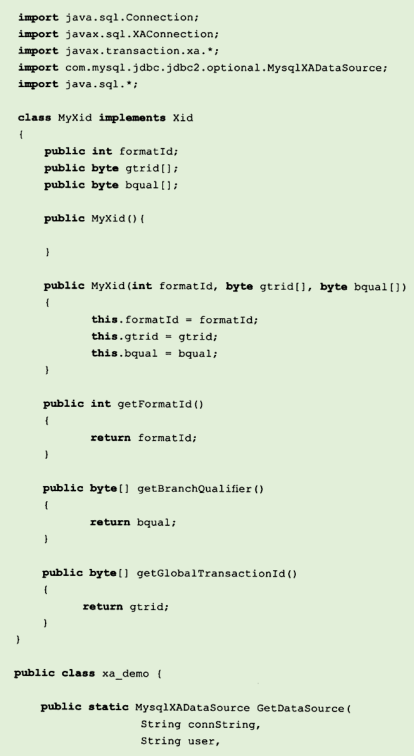 import java.sql.Connection;
import javax.sql.XAConnection;
import javax.transaction.xa.*;
import com.mysql.jdbc.jdbc2.optional.MysqlXADataSource;
import java.sql.*;
class MyXid implements Xid
{
public int formatId;
public byte gtrid[];
public byte bqual[];
public MyXid(){
}
public MyXid(int formatId, byte gtrid[], byte bqual[])
{
this.formatId = formatId;
this.gtrid = gtrid;
this.bqual = bqual;
}
public int getFormatId()
{
return formatId;
}
public byte[] getBranchQualifier()
{
return bqual;
}
public byte[] getGlobalTransactionId()
{
return gtrid;
}
}
public class xa_demo {
public static MysqlXADataSource GetDataSource(
String connString,
String user,